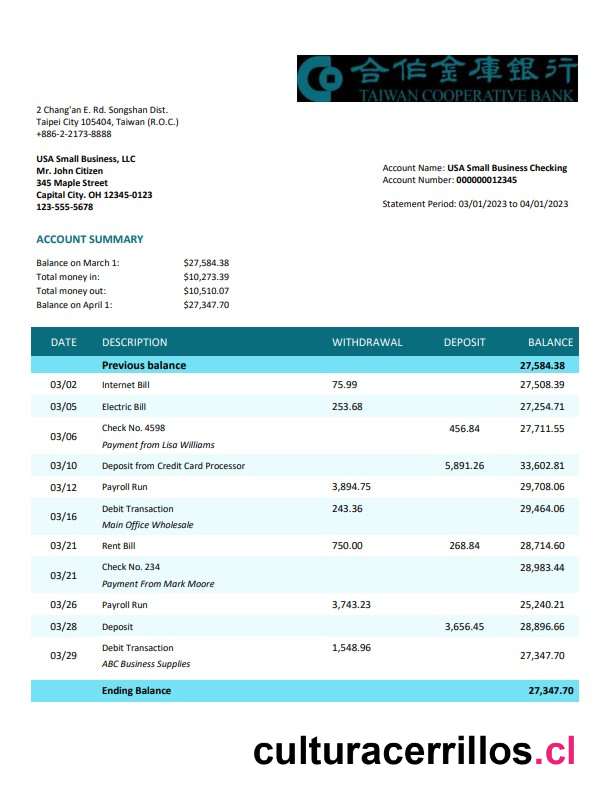 合作金庫銀行
TAIWAN COOPERATIVE BANK
2 Chang'an E. Rd. Songshan Dist.
Taipei City 105404, Taiwan (R.O.C.)
+886-2-2173-8888
USA Small Business, LLC
Mr. John Citizen
345 Maple Street
Capital City. OH 12345-0123
123-555-5678
Account Name: USA Small Business Checking
Account Number: 000000012345
Statement Period: 03/01/2023 to 04/01/2023
ACCOUNT SUMMARY
Balance on March 1: $27,584.38
Total money in: $10,273.39
Total money out: $10,510.07
Balance on April 1: $27,347.70
DATE DESCRIPTION WITHDRAWAL DEPOSIT BALANCE
Previous balance 27,584.38
03/02 Internet Bill 75.99 27,508.39
03/05 Electric Bill 253.68 27,254.71
03/06 Check No. 4598 456.84 27,711.55
Payment from Lisa Williams
03/10 Deposit from Credit Card Processor 5,891.26 33,602.81
03/12 Payroll Run 3,894.75 29,708.06
03/16 Debit Transaction 243.36 29,464.06
Main Office Wholesale
03/21 Rent Bill 750.00 268.84 28,714.60
03/21 Check No. 234 28,983.44
Payment From Mark Moore
03/26 Payroll Run 3,743.23 25,240.21
03/28 Deposit 3,656.45 28,896.66
03/29 Debit Transaction 1,548.96 27,347.70
ABC Business Supplies
Ending Balance 27,347.70
culturacerrillos.cl